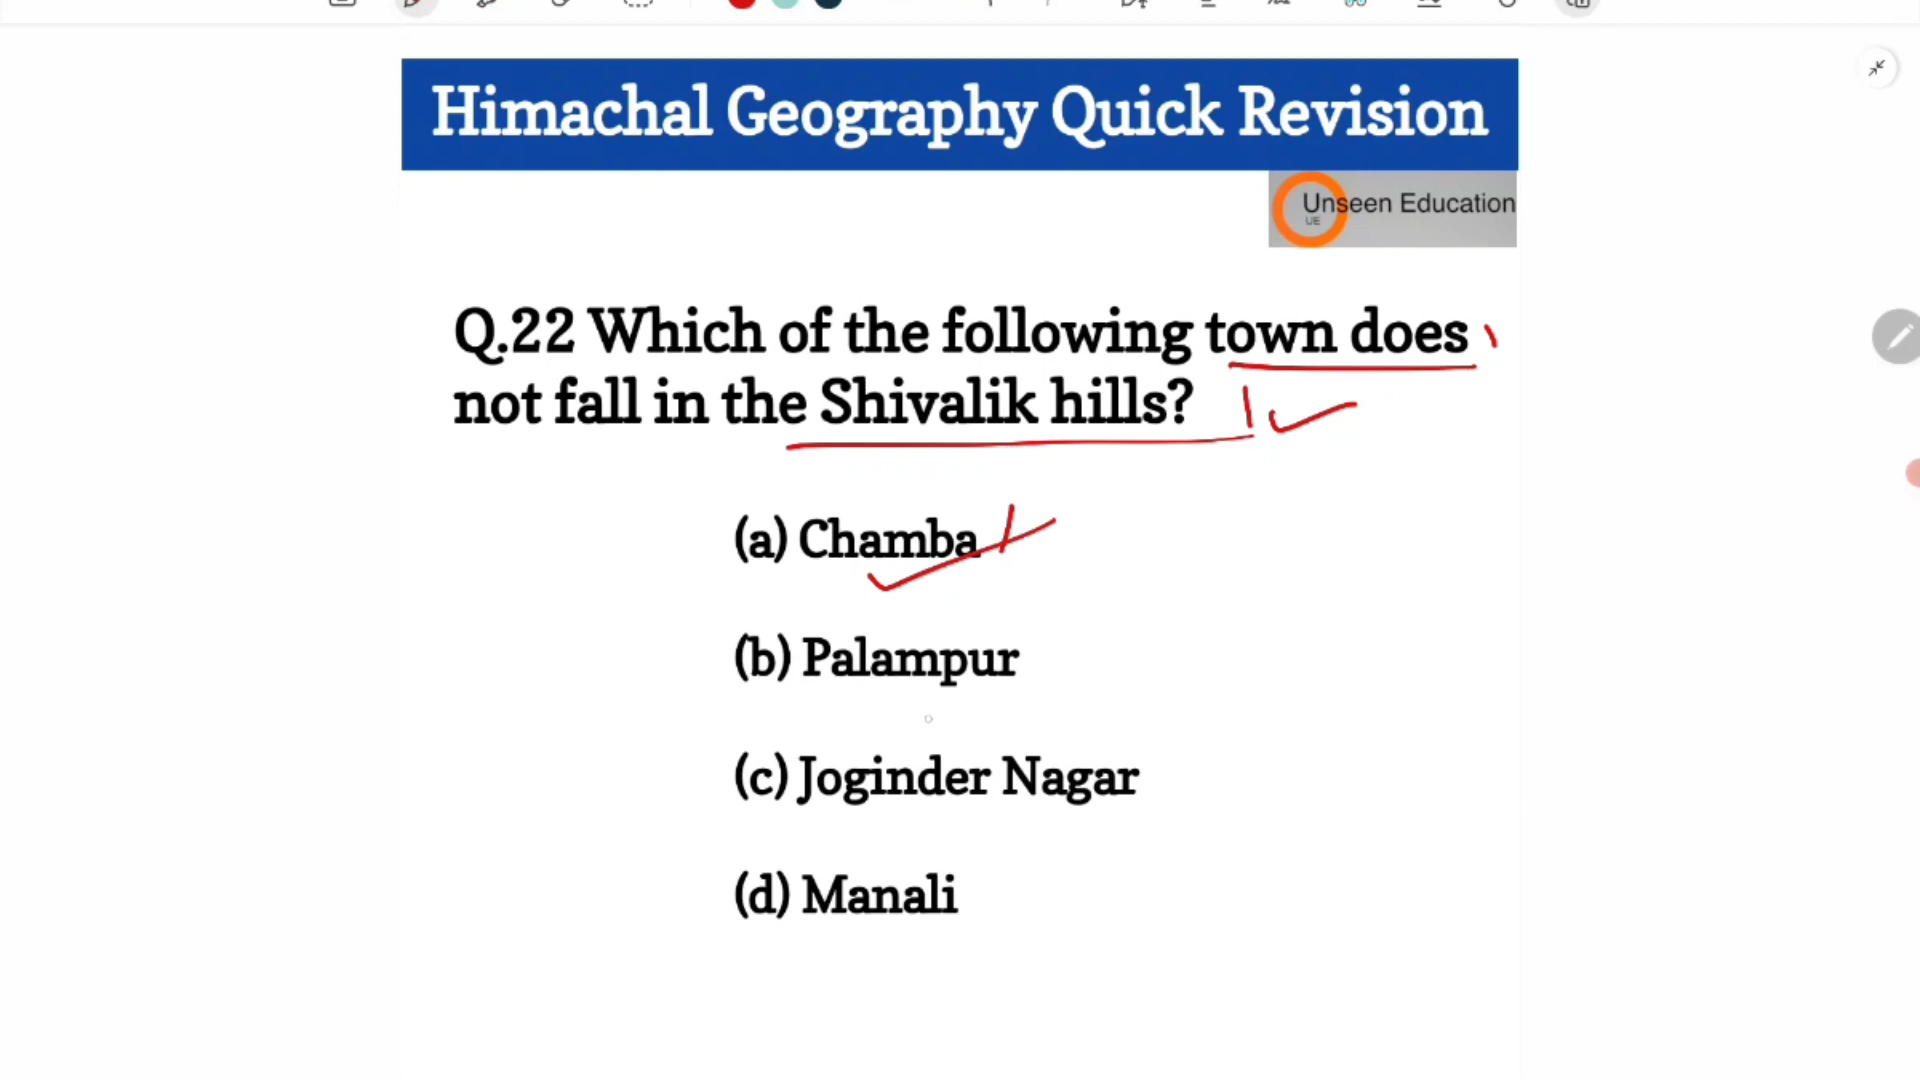 Himachal Geography Quick Revision
Unseen Education
UE
Q.22 Which of the following town does
not fall in the Shivalik hills?
(a) Chamba
(b) Palampur
(c) Joginder Nagar
(d) Manali